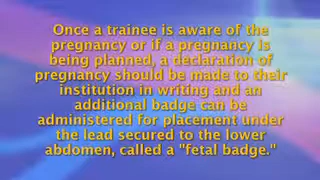 Once a trainee is aware of the
pregnancy or if a pregnancy is
being planned, a declaration of
pregnancy should be made to their
institution in writing and an
additional badge can be
administered for placement under
the lead secured to the lower
abdomen, called a "fetal badge."